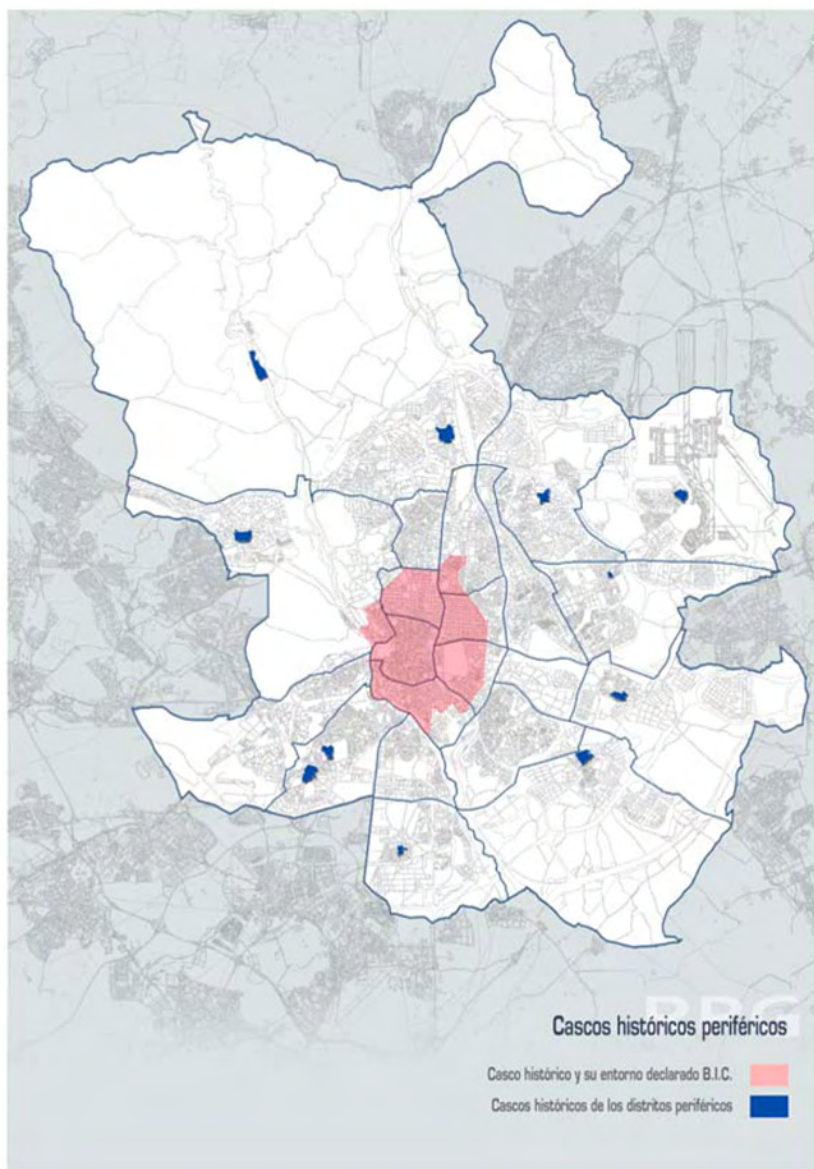 Cascos históricos periféricos
Casco histórico y su entorno declarado B.I.C.
Cascos históricos de los distritos periféricos